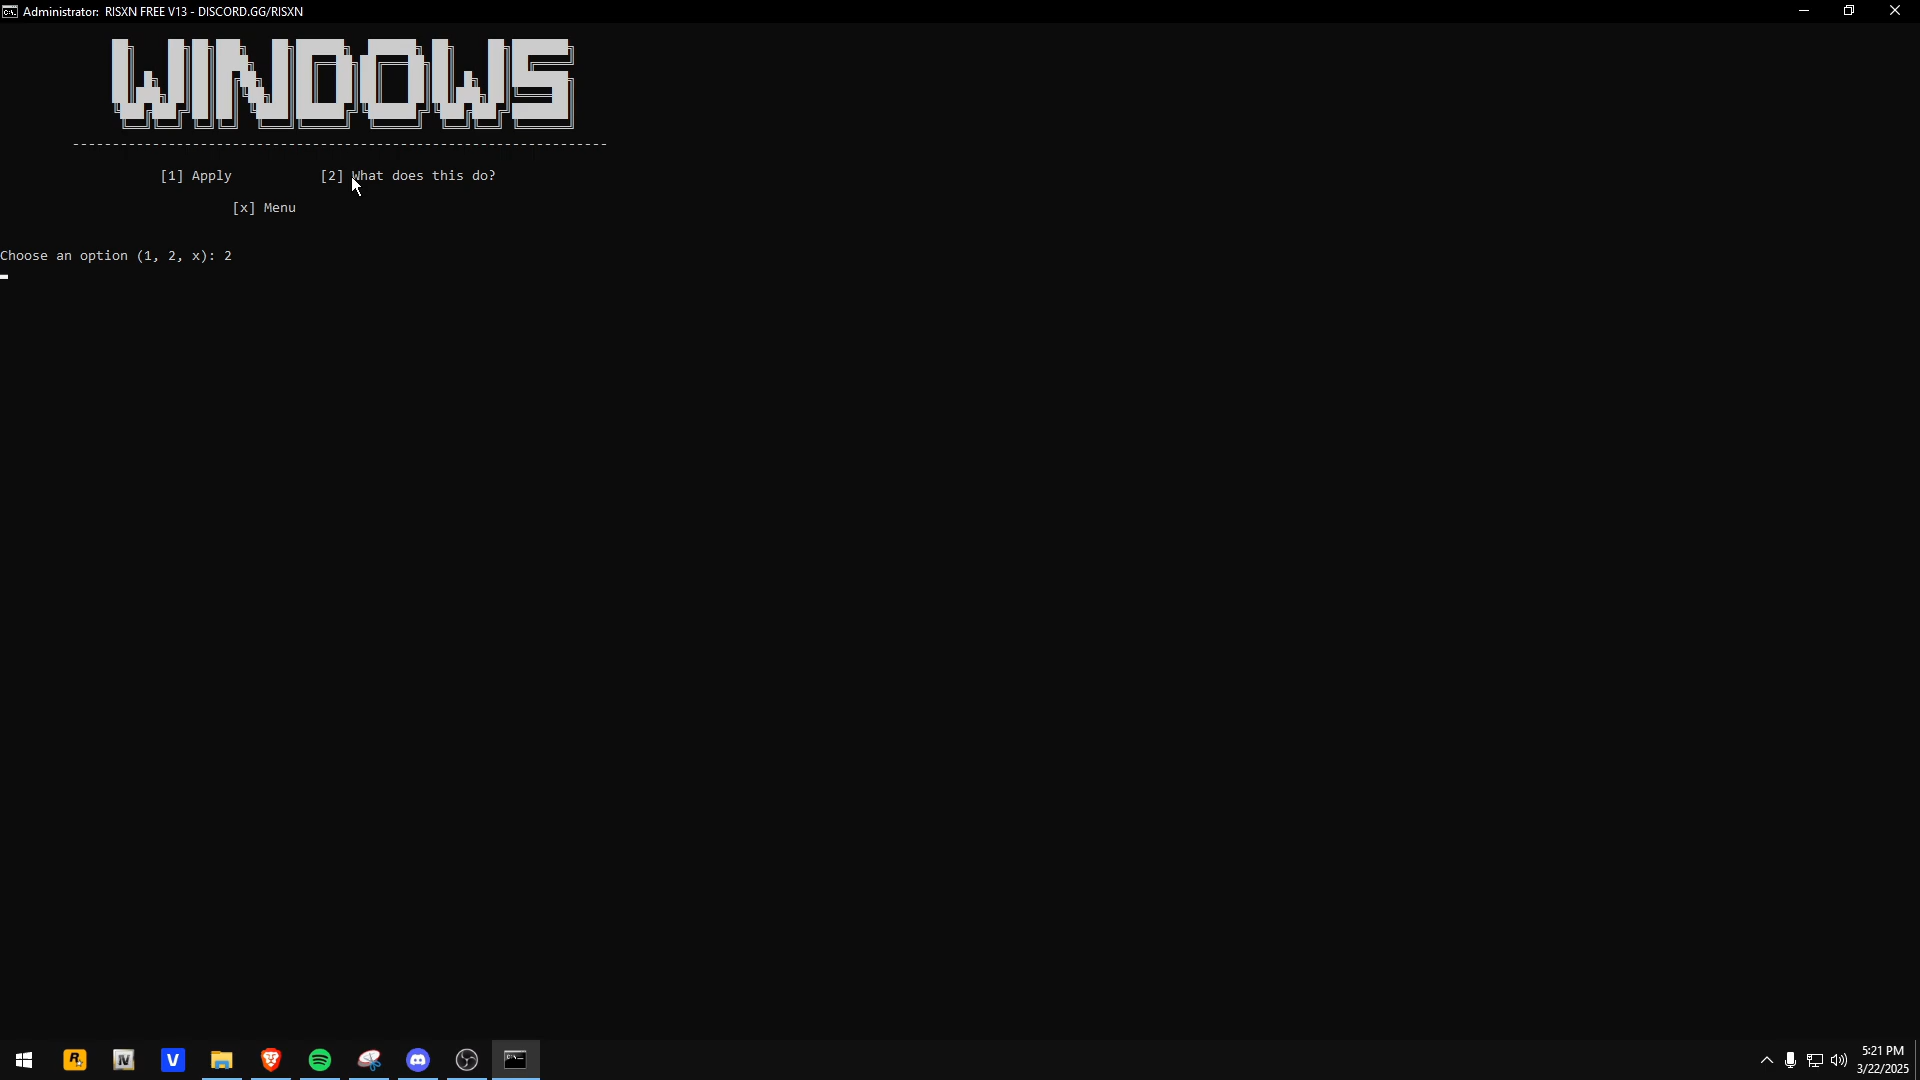 Administrator: RISXN FREE V13 - DISCORD.GG/RISXN
WINDOWS
-------------------------------------------------------------------
[1] Apply [2] What does this do?
[x] Menu
Choose an option (1, 2, x): 2
5:21 PM
3/22/2025